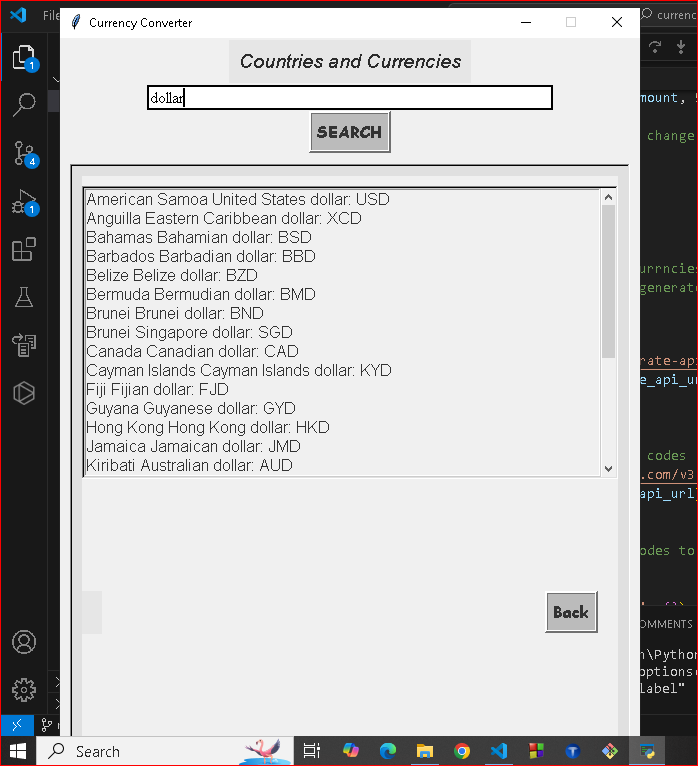 File
Currency Converter
currenc
1
Countries and Currencies
dollar
mount,
SEARCH
change
4
American Samoa United States dollar: USD
Anguilla Eastern Caribbean dollar: XCD
1
Bahamas Bahamian dollar: BSD
Barbados Barbadian dollar: BBD
Belize Belize dollar: BZD
urrncies
Bermuda Bermudian dollar: BMD
generate
Brunei Brunei dollar: BND
Brunei Singapore dollar: SGD
Canada Canadian dollar: CAD
rate-api
Cayman Islands Cayman Islands dollar: KYD
e_api_ur
Fiji Fijian dollar: FJD
Guyana Guyanese dollar: GYD
Hong Kong Hong Kong dollar: HKD
Jamaica Jamaican dollar: JMD
codes
Kiribati Australian dollar: AUD
.com/v3
api_url
odes to
Back
OMMENTS
n\Python
options
label"
Search